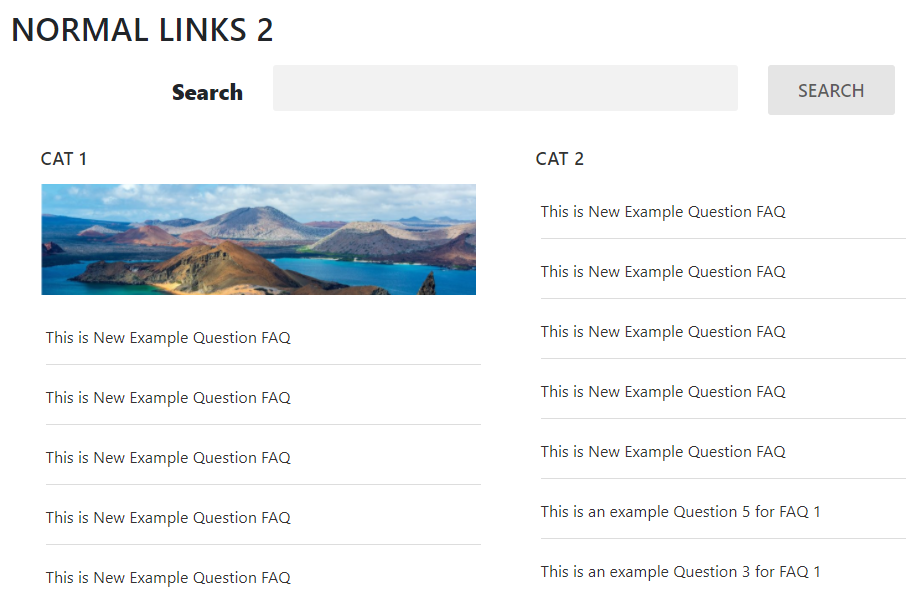 NORMAL LINKS 2
Search
SEARCH
CAT 1
This is New Example Question FAQ
This is New Example Question FAQ
This is New Example Question FAQ
This is New Example Question FAQ
This is New Example Question FAQ
CAT 2
This is New Example Question FAQ
This is New Example Question FAQ
This is New Example Question FAQ
This is New Example Question FAQ
This is New Example Question FAQ
This is an example Question 5 for FAQ 1
This is an example Question 3 for FAQ 1